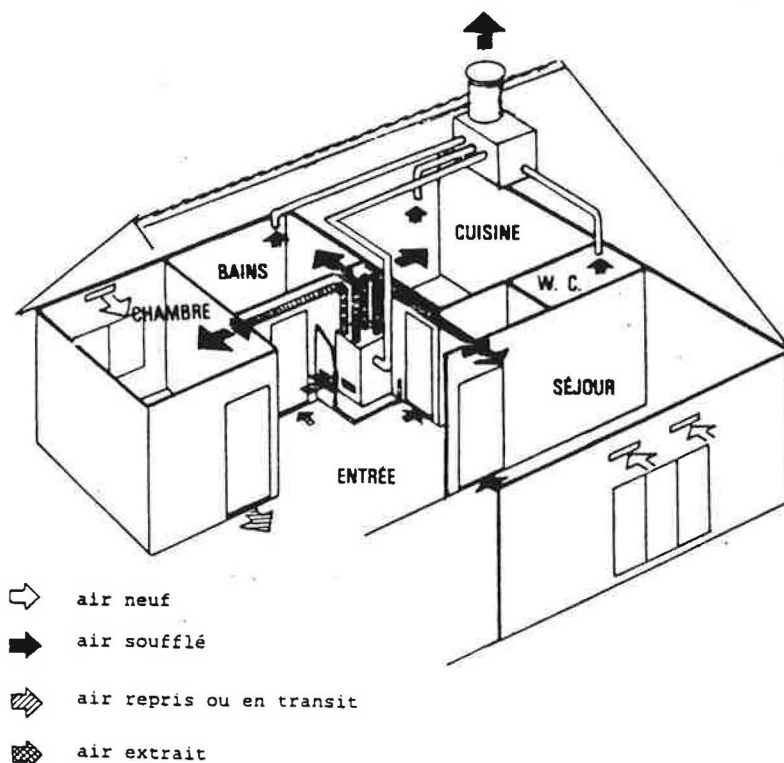 CUISINE
BAINS
W. C.
CHAMBRE
SÉJOUR
ENTRÉE
air neuf
air soufflé
air repris ou en transit
air extrait